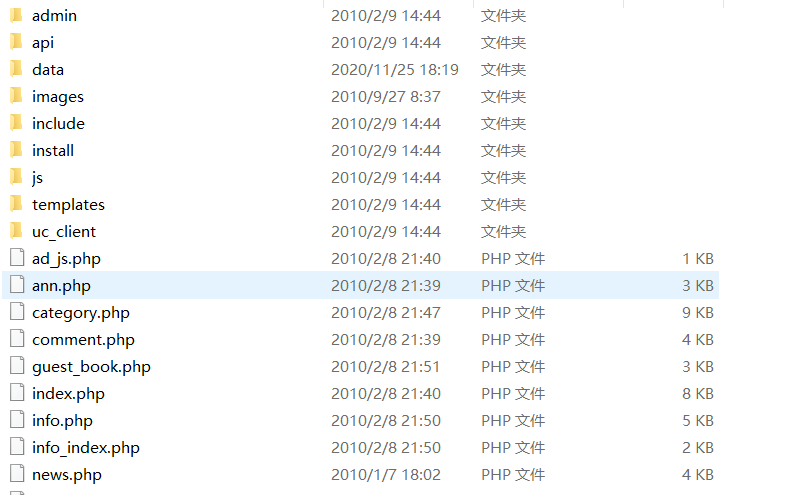 admin 2010/2/9 14:44 文件夹
api 2010/2/9 14:44 文件夹
data 2020/11/25 18:19 文件夹
images 2010/9/27 8:37 文件夹
include 2010/2/9 14:44 文件夹
install 2010/2/9 14:44 文件夹
js 2010/2/9 14:44 文件夹
templates 2010/2/9 14:44 文件夹
uc_client 2010/2/9 14:44 文件夹
ad_js.php 2010/2/8 21:40 PHP 文件 1 KB
ann.php 2010/2/8 21:39 PHP 文件 3 KB
category.php 2010/2/8 21:47 PHP 文件 9 KB
comment.php 2010/2/8 21:39 PHP 文件 4 KB
guest_book.php 2010/2/8 21:51 PHP 文件 3 KB
index.php 2010/2/8 21:40 PHP 文件 8 KB
info.php 2010/2/8 21:50 PHP 文件 5 KB
info_index.php 2010/2/8 21:50 PHP 文件 2 KB
news.php 2010/1/7 18:02 PHP 文件 4 KB